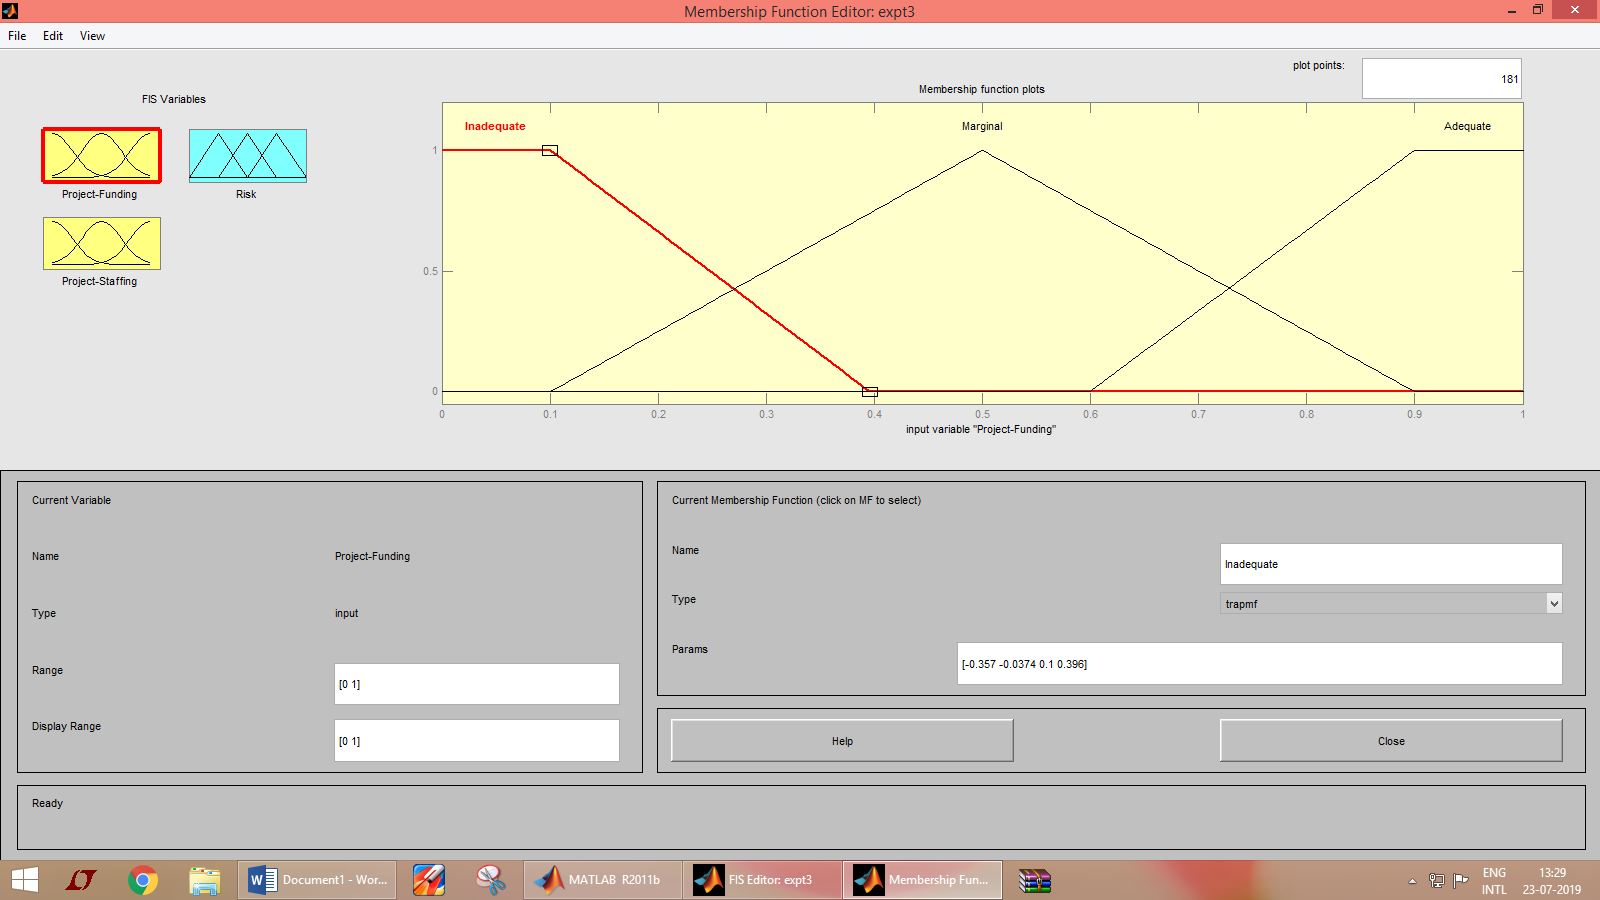 Membership Function Editor: expt3
File Edit View
plot points:
181
FIS Variables
Membership function plots
Project-Funding
Risk
Project-Staffing
Inadequate
Marginal
Adequate
1
0.5
0
0 0.1 0.2 0.3 0.4 0.5 0.6 0.7 0.8 0.9 1
input variable "Project-Funding"
Current Variable
Name Project-Funding
Type input
Range [0 1]
Display Range [0 1]
Current Membership Function (click on MF to select)
Name Inadequate
Type trapmf
Params [-0.357 -0.0374 0.1 0.396]
Help
Close
Ready
Document1 - Wor...
MATLAB R2011b
FIS Editor: expt3
Membership Fun...
ENG
INTL
13:29
23-07-2019